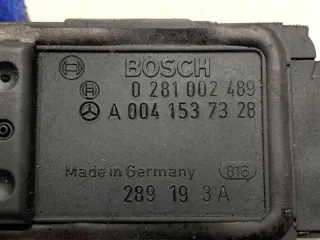 BOSCH
0 281 002 489
A 004 153 73 28
Made in Germany 816
289 19 3 A